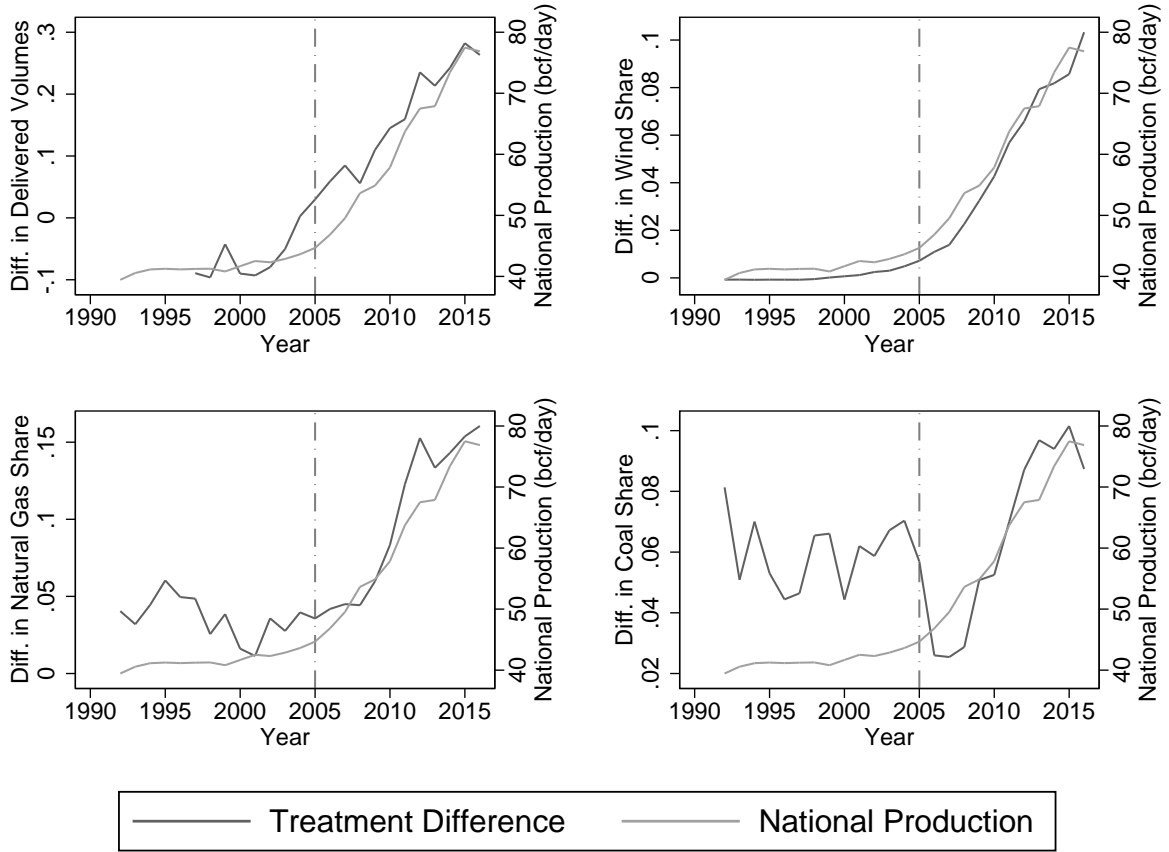 Diff. in Delivered Volumes
-.1 0 .1 .2 .3
40 50 60 70 80
National Production (bcf/day)
1990 1995 2000 2005 2010 2015
Year
Diff. in Wind Share
0 .02 .04 .06 .08 .1
40 50 60 70 80
National Production (bcf/day)
1990 1995 2000 2005 2010 2015
Year
Diff. in Natural Gas Share
0 .05 .1 .15
40 50 60 70 80
National Production (bcf/day)
1990 1995 2000 2005 2010 2015
Year
Diff. in Coal Share
.02 .04 .06 .08 .1
40 50 60 70 80
National Production (bcf/day)
1990 1995 2000 2005 2010 2015
Year
Treatment Difference National Production